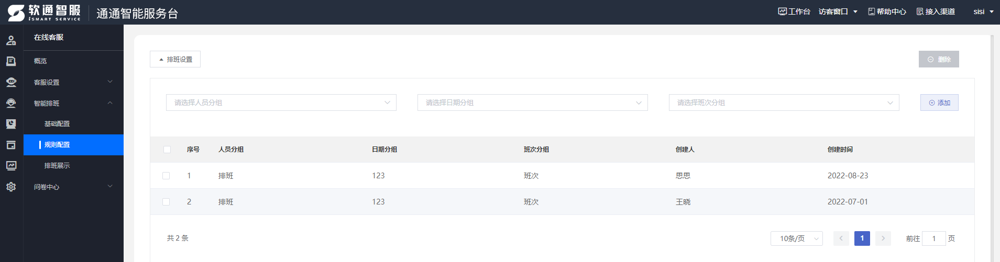 软通智服
iSMART SERVICE
通通智能服务台
工作台 访客窗口 帮助中心 接入渠道 sisi
在线客服
概览
客服设置
智能排班
基础配置
规则配置
排班展示
问卷中心
排班设置 删除
请选择人员分组 请选择日期分组 请选择班次分组 添加
序号 人员分组 日期分组 班次分组 创建人 创建时间
1 排班 123 班次 思思 2022-08-23
2 排班 123 班次 王晓 2022-07-01
共 2 条 10条/页 1 前往 1 页